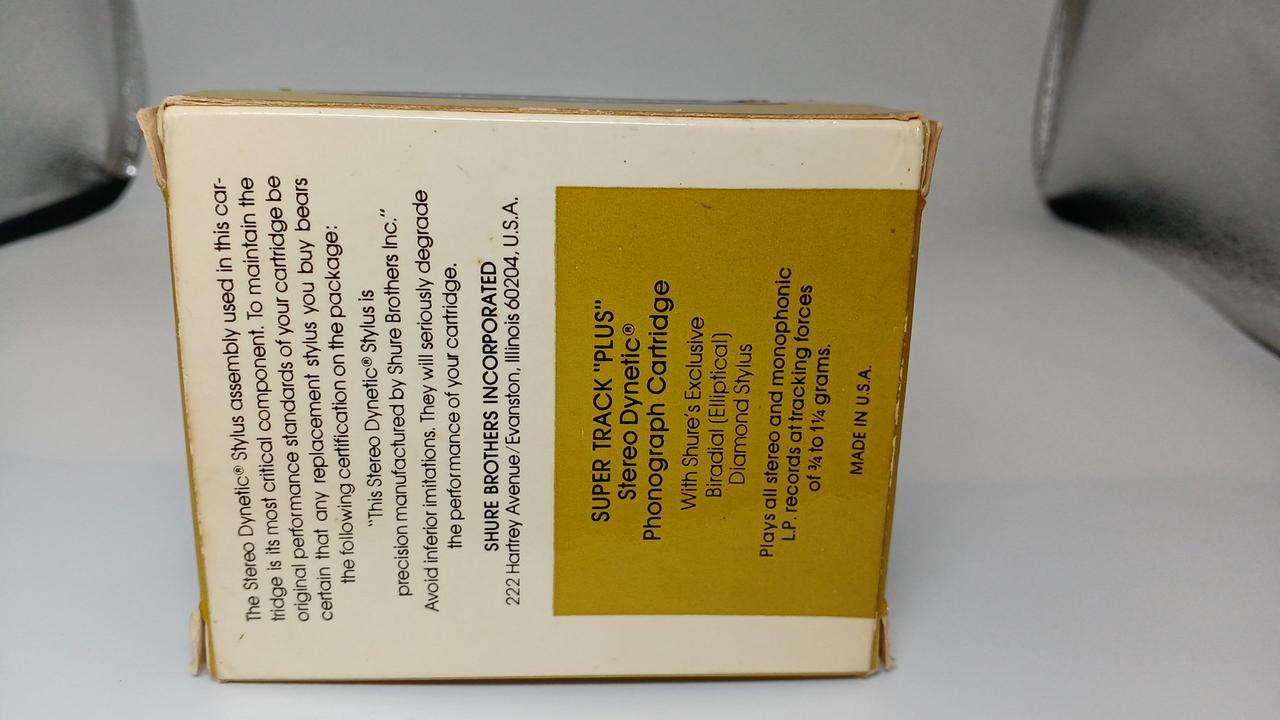 The Stereo Dynetic® Stylus assembly used in this car-
tridge is its most critical component. To maintain the
original performance standards of your cartridge be
certain that any replacement stylus you buy bears
the following certification on the package:
"This Stereo Dynetic® Stylus is
precision manufactured by Shure Brothers Inc."
Avoid inferior imitations. They will seriously degrade
the performance of your cartridge.
SHURE BROTHERS INCORPORATED
222 Hartrey Avenue/Evanston, Illinois 60204, U.S.A.
SUPER TRACK "PLUS"
Stereo Dynetic®
Phonograph Cartridge
With Shure's Exclusive
Biradial (Elliptical)
Diamond Stylus
Plays all stereo and monophonic
L.P. records at tracking forces
of ¾ to 1¼ grams.
MADE IN U.S.A.